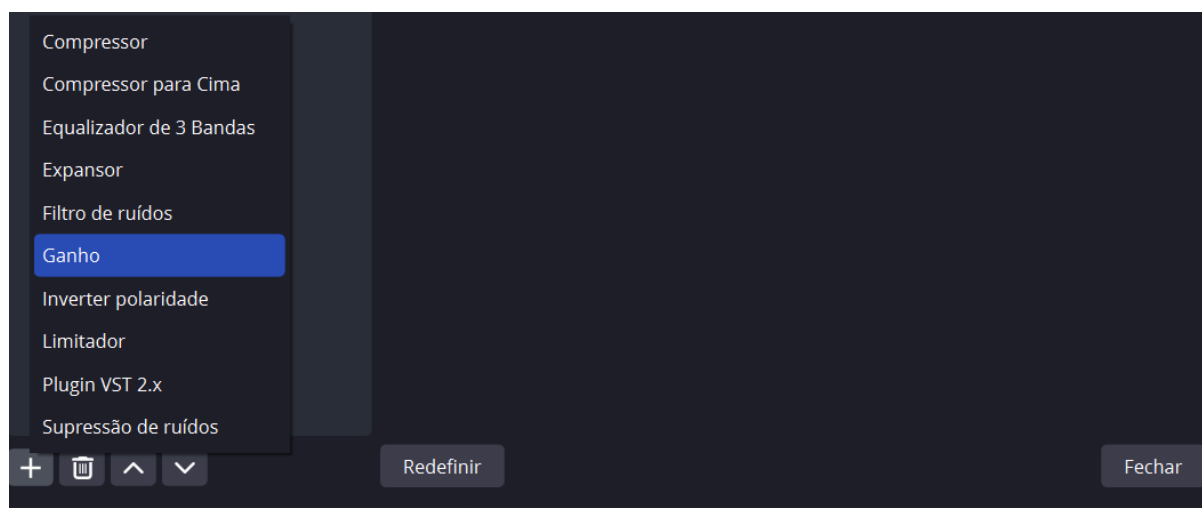 Compressor
Compressor para Cima
Equalizador de 3 Bandas
Expansor
Filtro de ruídos
Ganho
Inverter polaridade
Limitador
Plugin VST 2.x
Supressão de ruídos
Redefinir
Fechar